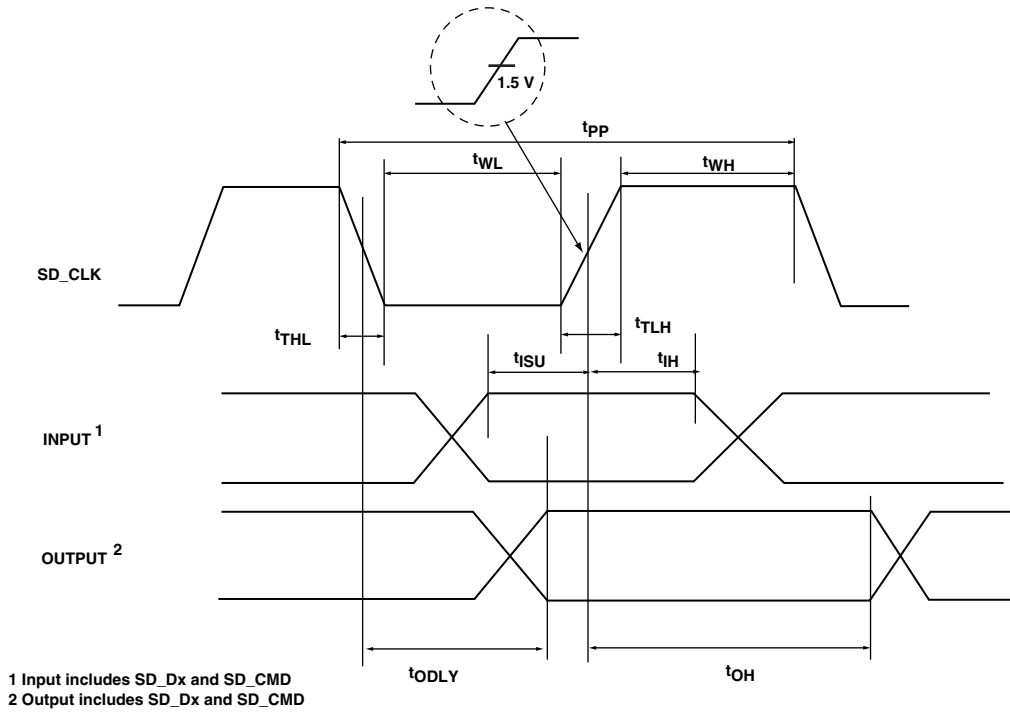 1.5 V
tPP
tWL
tWH
SD_CLK
tTHL
tTLH
tISU
tIH
INPUT 1
OUTPUT 2
tODLY
tOH
1 Input includes SD_Dx and SD_CMD
2 Output includes SD_Dx and SD_CMD